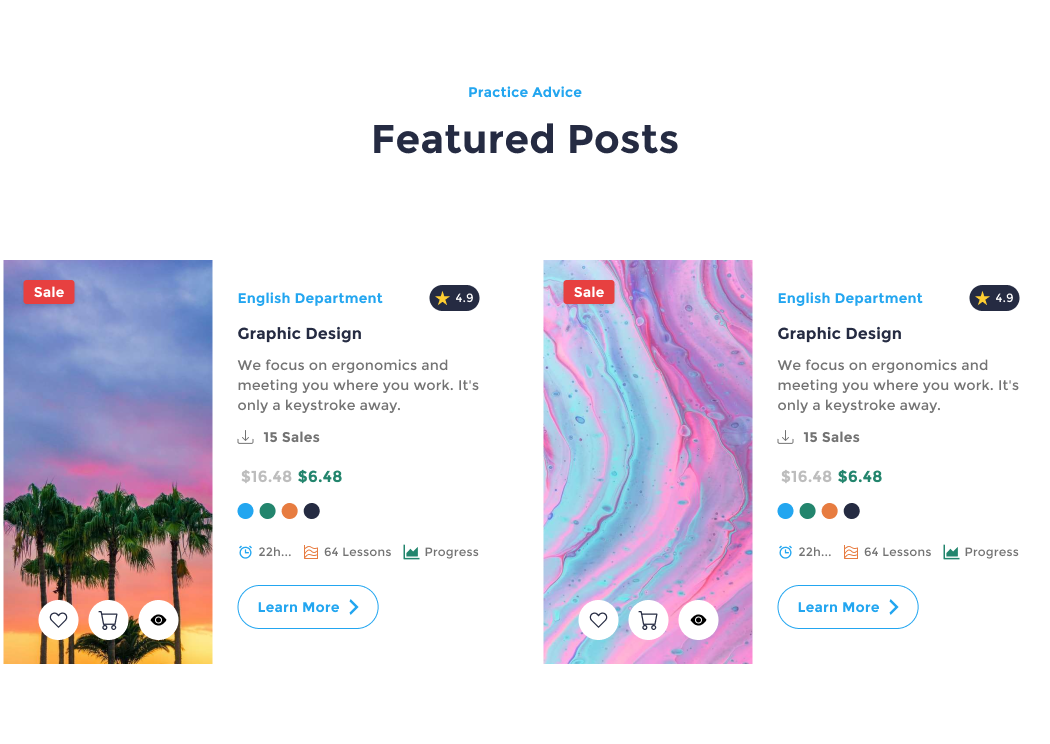 Practice Advice
Featured Posts
Sale
English Department
4.9
Graphic Design
We focus on ergonomics and
meeting you where you work. It's
only a keystroke away.
15 Sales
$16.48 $6.48
22h... 64 Lessons Progress
Learn More
Sale
English Department
4.9
Graphic Design
We focus on ergonomics and
meeting you where you work. It's
only a keystroke away.
15 Sales
$16.48 $6.48
22h... 64 Lessons Progress
Learn More